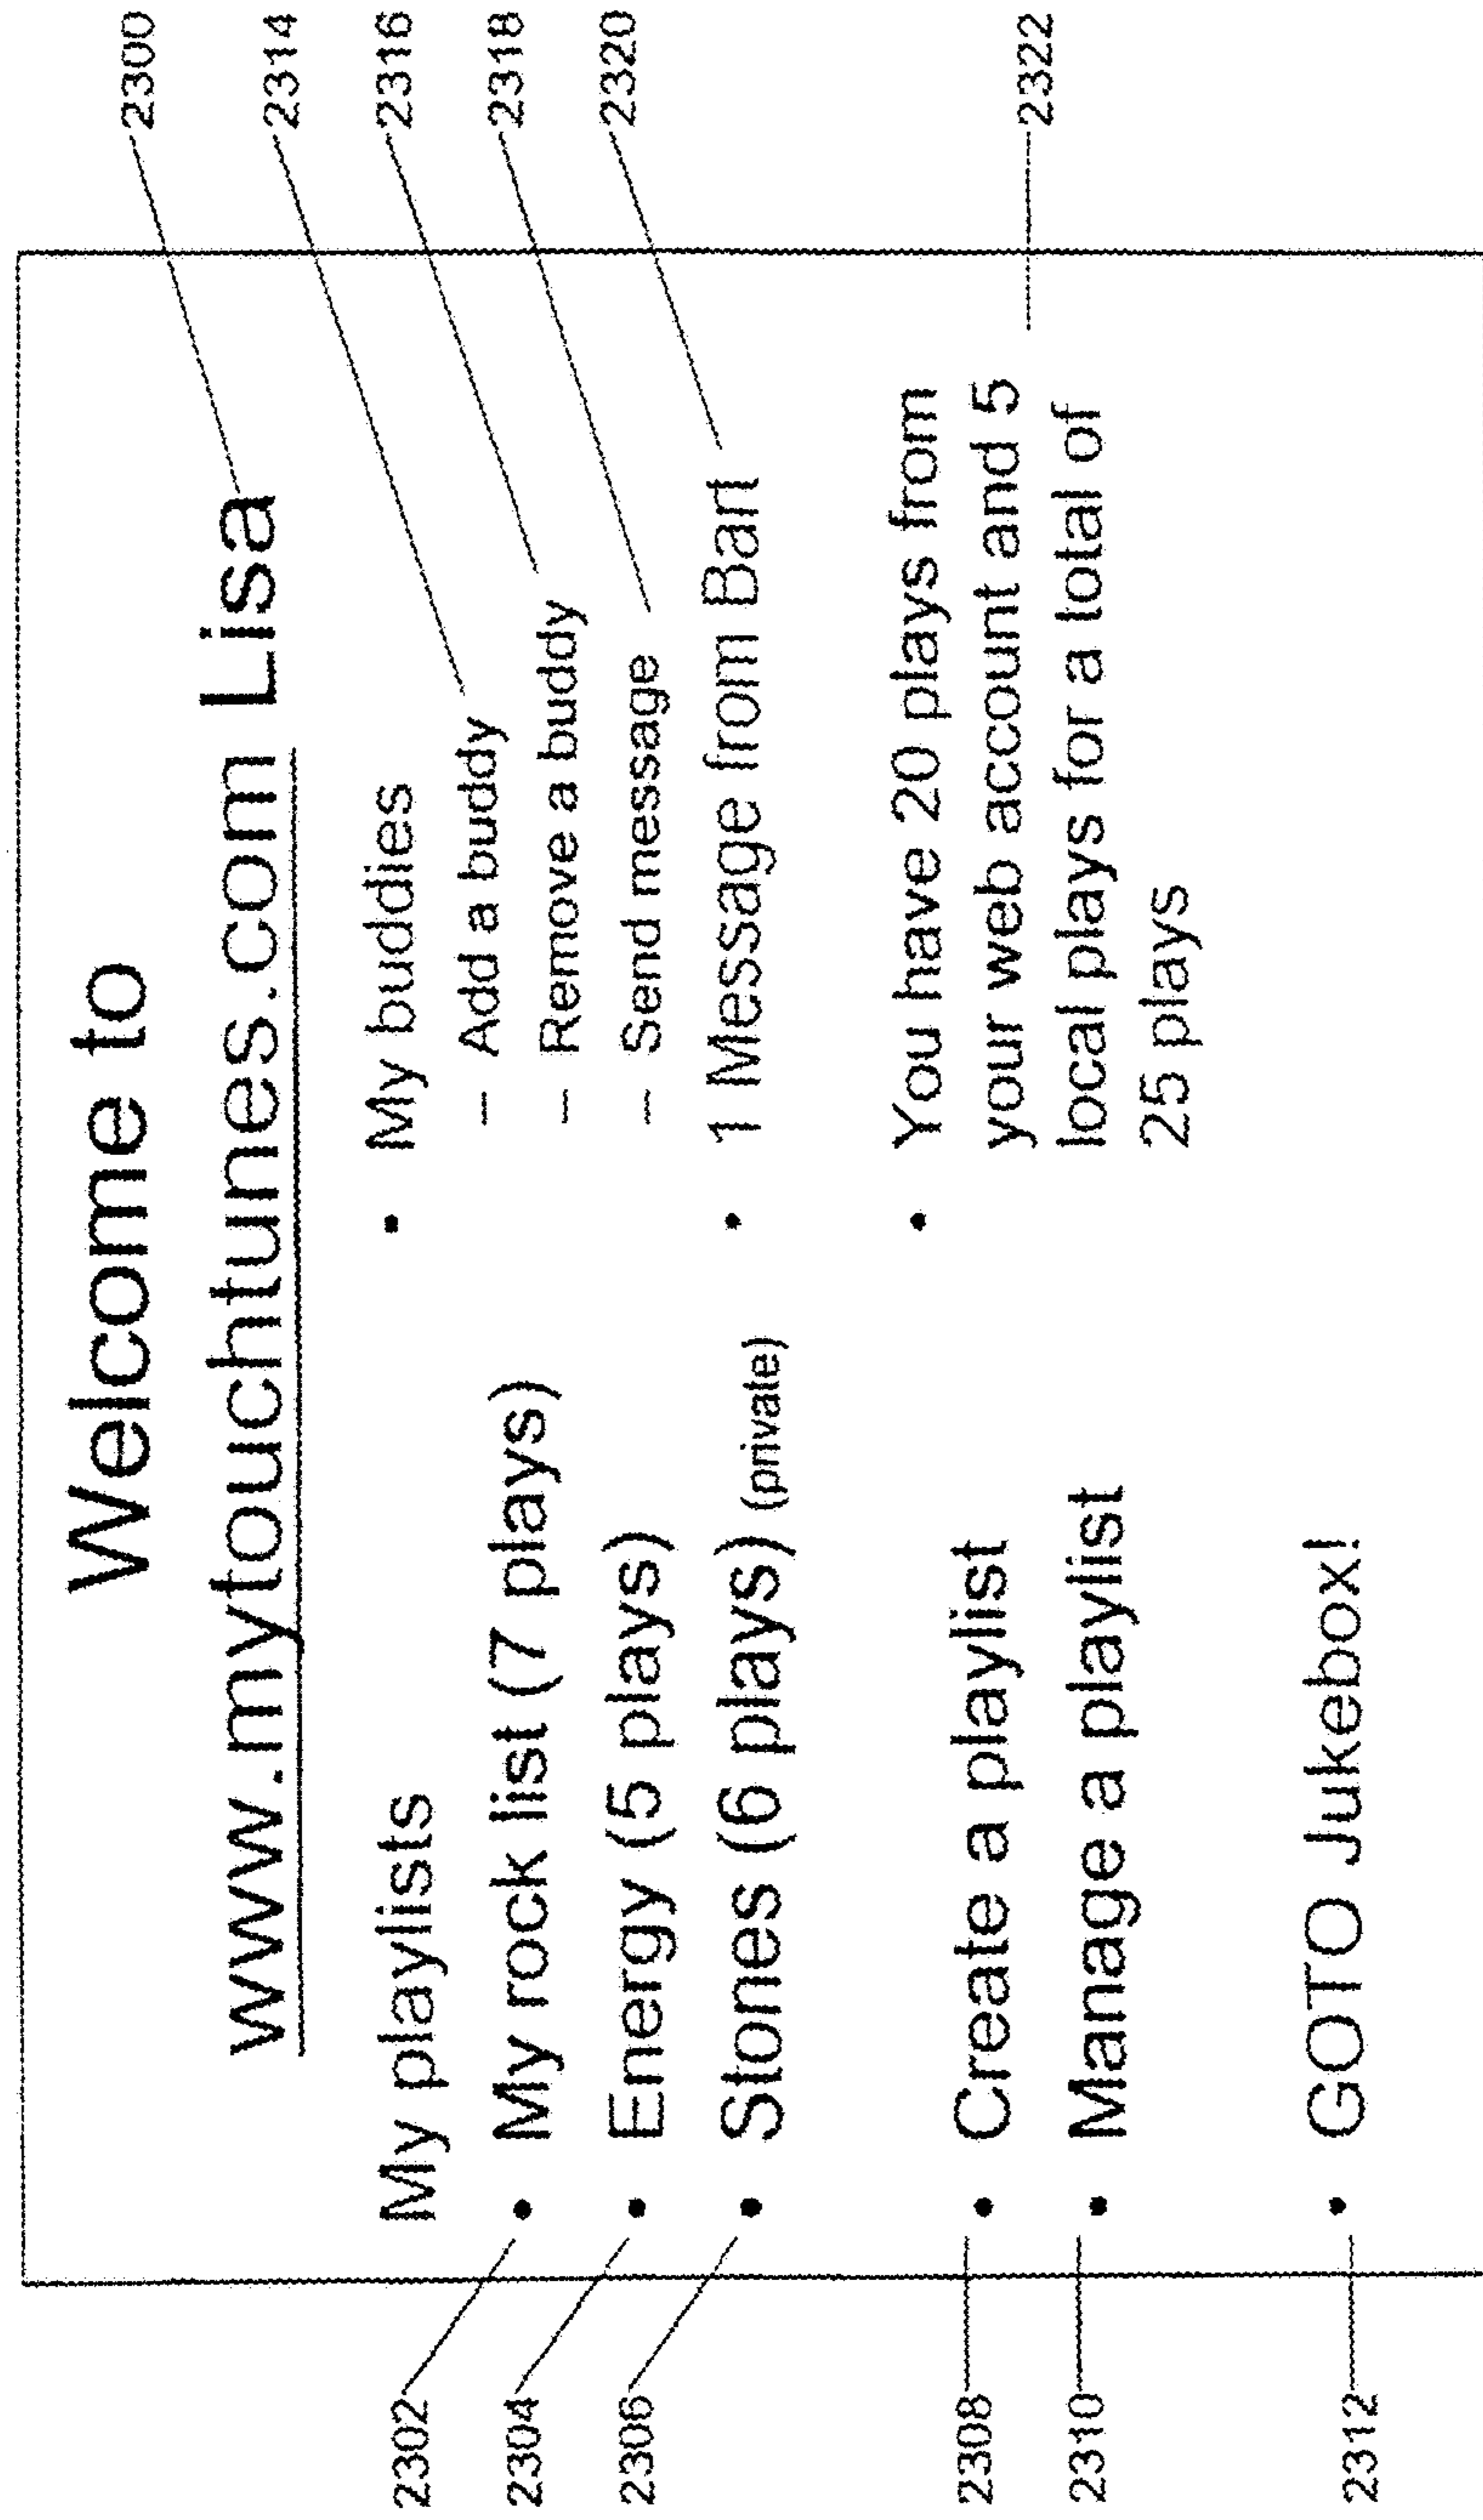 Welcome to
www.mytouchtunes.com Lisa
2300
My playlists
2302
• My rock list (7 plays)
2304
• Energy (5 plays)
2306
• Stones (6 plays) (private)
2308
• Create a playlist
2310
• Manage a playlist
2312
• GOTO Jukebox!
• My buddies
– Add a buddy
2314
– Remove a buddy
2316
– Send message
2318
• 1 Message from Bart
2320
• You have 20 plays from
your web account and 5
local plays for a total of
25 plays
2322